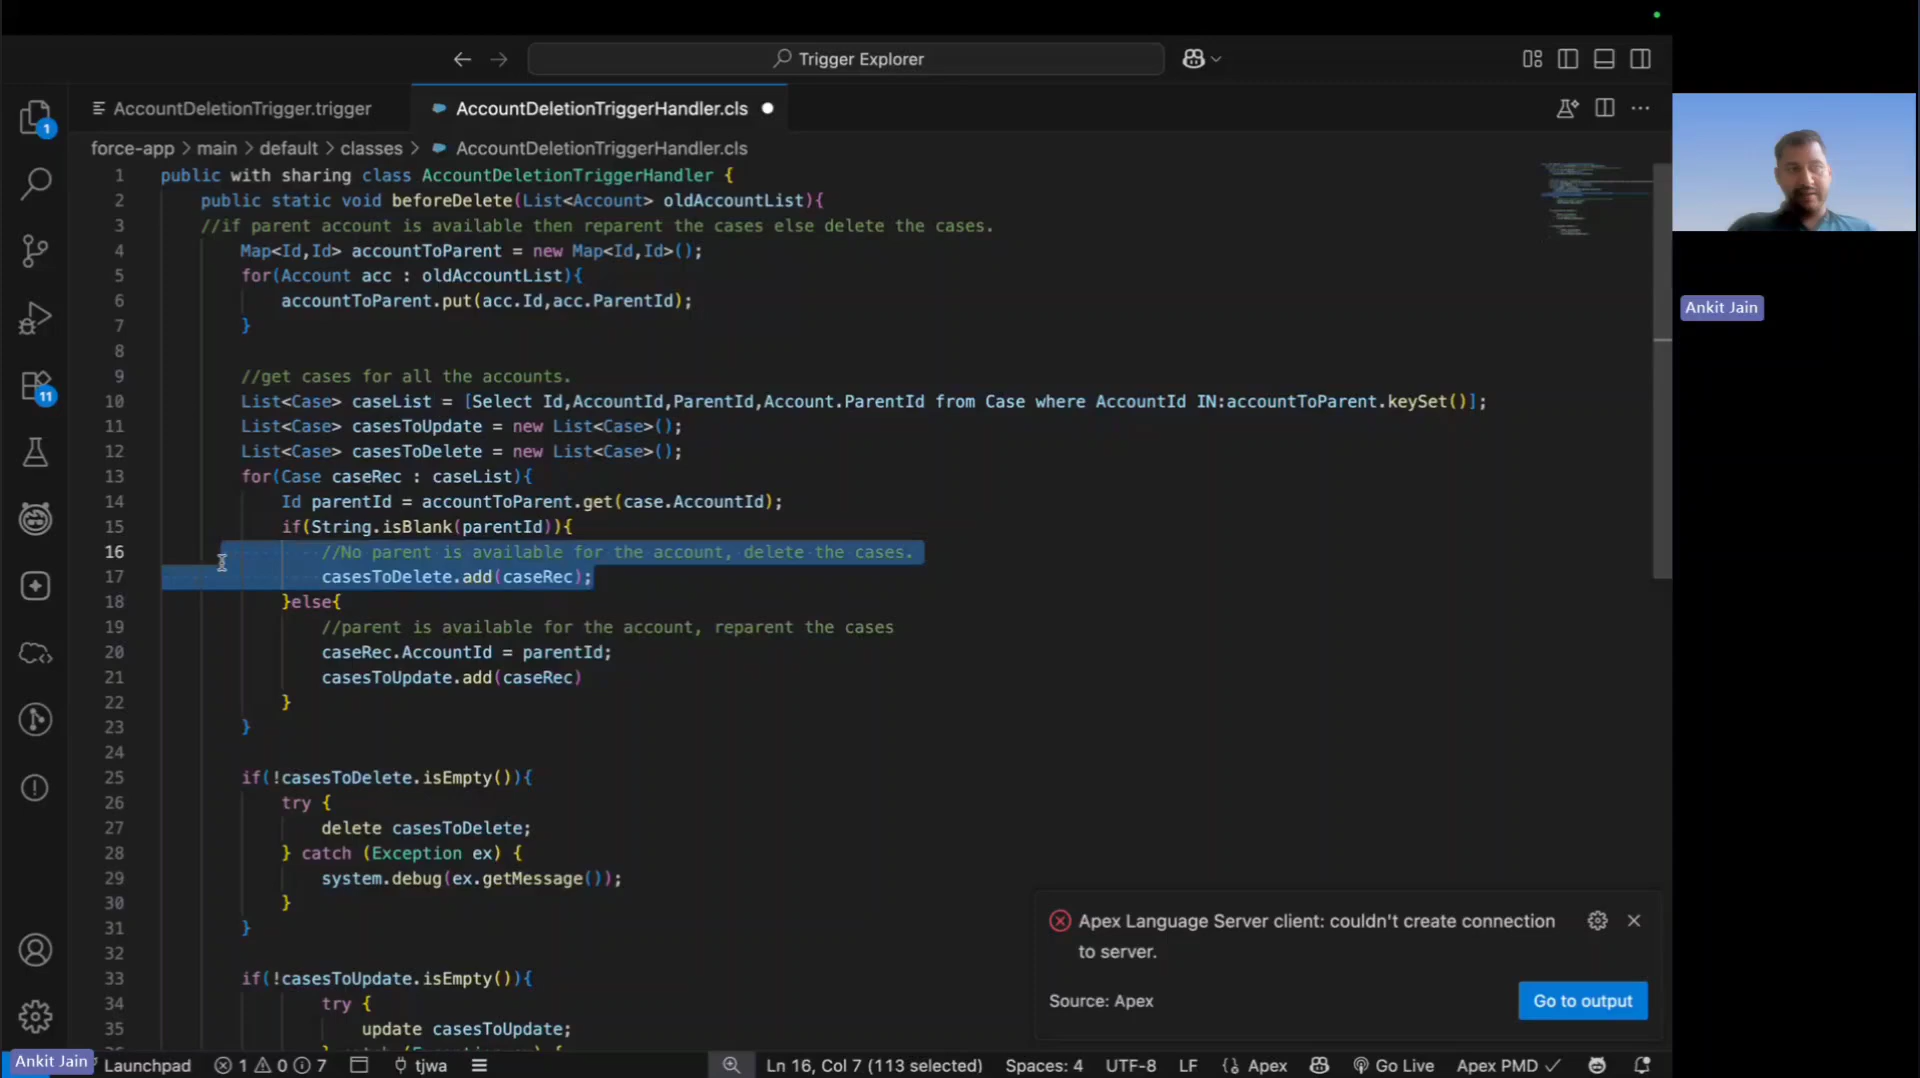 Trigger Explorer
AccountDeletionTrigger.trigger
AccountDeletionTriggerHandler.cls
force-app > main > default > classes > AccountDeletionTriggerHandler.cls
1 public with sharing class AccountDeletionTriggerHandler {
2 public static void beforeDelete(List<Account> oldAccountList){
3 //if parent account is available then reparent the cases else delete the cases.
4 Map<Id,Id> accountToParent = new Map<Id,Id>();
5 for(Account acc : oldAccountList){
6 accountToParent.put(acc.Id,acc.ParentId);
7 }
8
9 //get cases for all the accounts.
10 List<Case> caseList = [Select Id,AccountId,ParentId,Account.ParentId from Case where AccountId IN:accountToParent.keySet()];
11 List<Case> casesToUpdate = new List<Case>();
12 List<Case> casesToDelete = new List<Case>();
13 for(Case caseRec : caseList){
14 Id parentId = accountToParent.get(case.AccountId);
15 if(String.isBlank(parentId)){
16 //No parent is available for the account, delete the cases.
17 casesToDelete.add(caseRec);
18 }else{
19 //parent is available for the account, reparent the cases
20 caseRec.AccountId = parentId;
21 casesToUpdate.add(caseRec)
22 }
23 }
24
25 if(!casesToDelete.isEmpty()){
26 try {
27 delete casesToDelete;
28 } catch (Exception ex) {
29 system.debug(ex.getMessage());
30 }
31 }
32
33 if(!casesToUpdate.isEmpty()){
34 try {
35 update casesToUpdate;
1
11
Apex Language Server client: couldn't create connection
to server.
Source: Apex
Go to output
Ankit Jain
Ankit Jain
Launchpad 1 0 7 tjwa Ln 16, Col 7 (113 selected) Spaces: 4 UTF-8 LF {} Apex Go Live Apex PMD